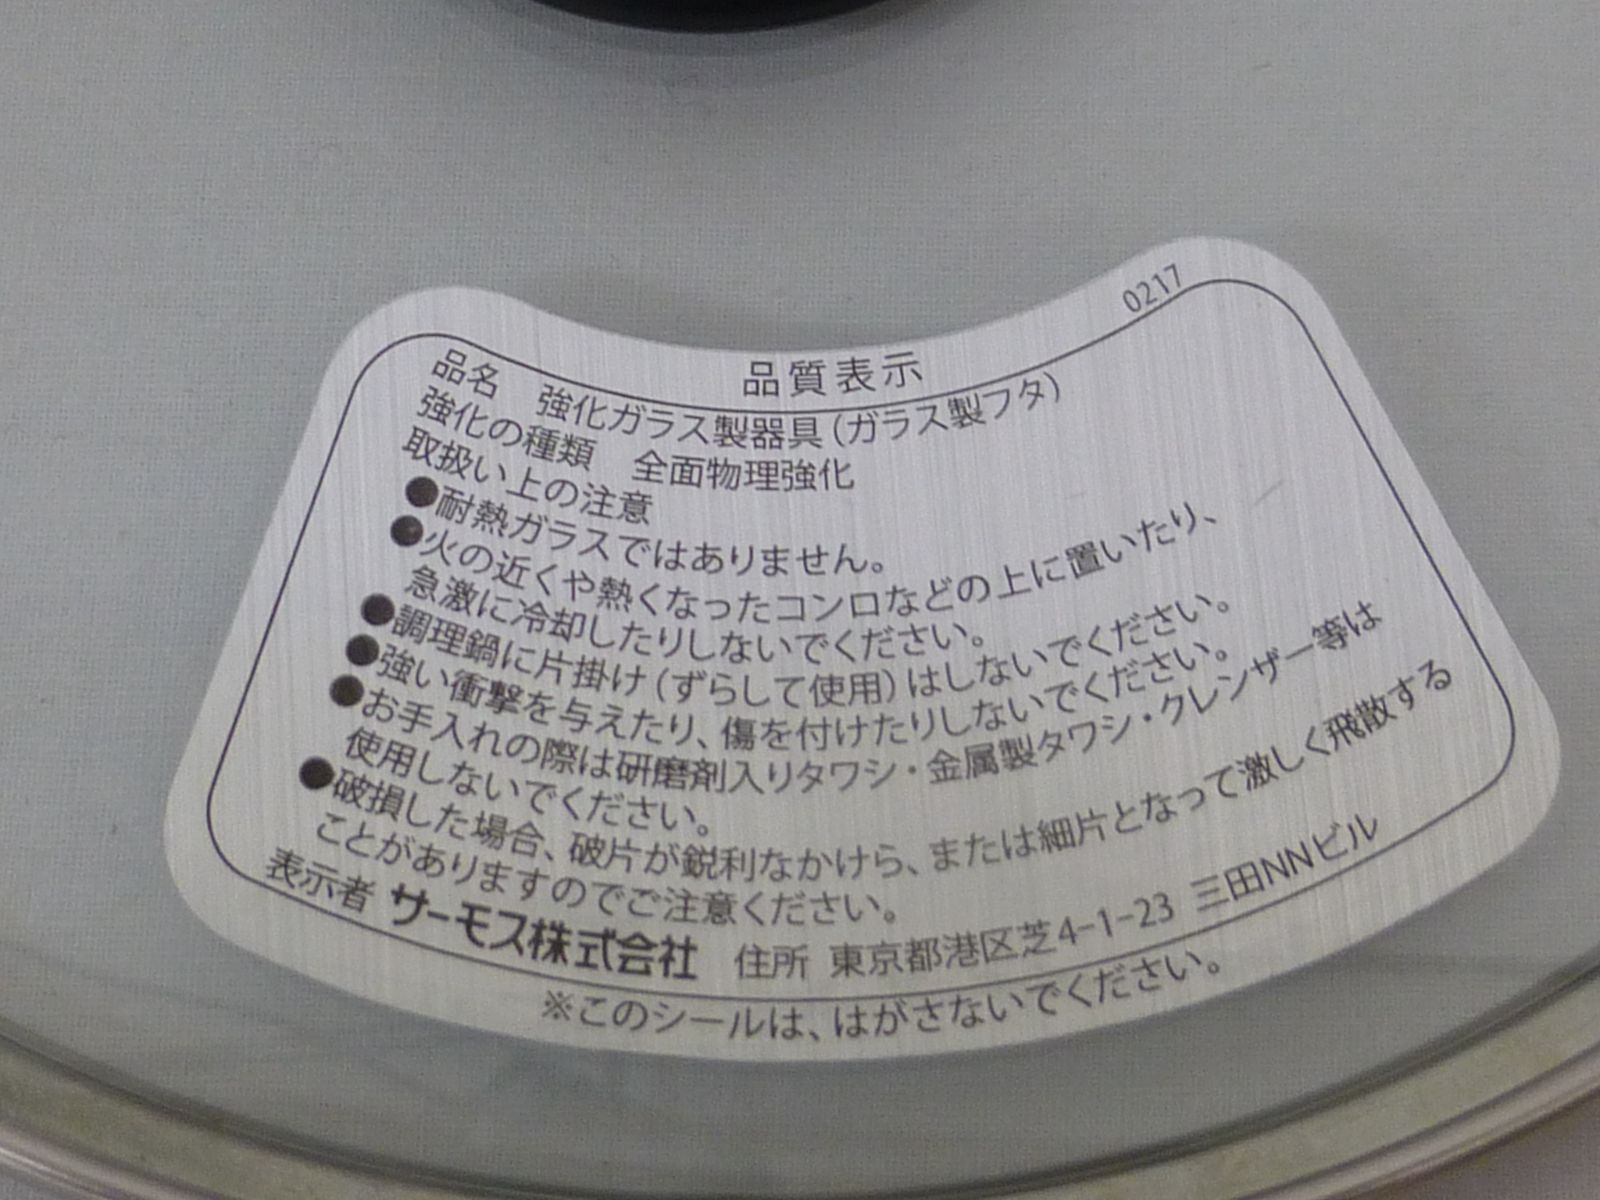 0217
品質表示
品名　強化ガラス製器具(ガラス製フタ)
強化の種類　全面物理強化
取扱い上の注意
●耐熱ガラスではありません。
●火の近くや熱くなったコンロなどの上に置いたり、
急激に冷却したりしないでください。
●調理鍋に片掛け(ずらして使用)はしないでください。
●強い衝撃を与えたり、傷を付けたりしないでください。
●お手入れの際は研磨剤入りタワシ・金属製タワシ・クレンザー等は
使用しないでください。
●破損した場合、破片が鋭利なかけら、または細片となって激しく飛散する
ことがありますのでご注意ください。
表示者 サーモス株式会社　住所 東京都港区芝4-1-23 三田NNビル
※このシールは、はがさないでください。